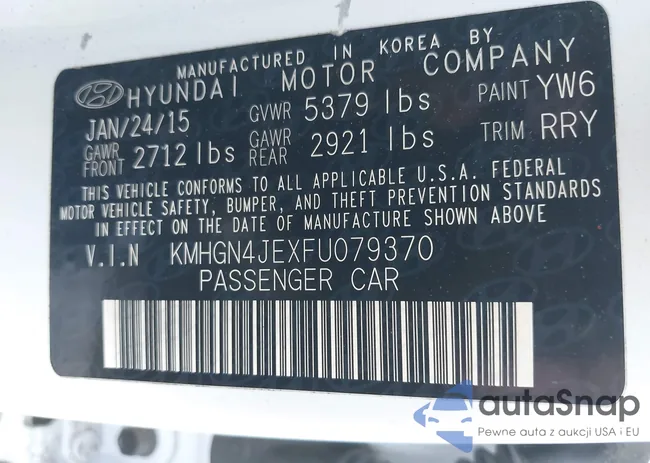 MANUFACTURED IN KOREA BY
HYUNDAI MOTOR COMPANY
JAN/24/15 GVWR 5379 lbs PAINT YW6
GAWR FRONT 2712 lbs GAWR REAR 2921 lbs TRIM RRY
THIS VEHICLE CONFORMS TO ALL APPLICABLE U.S.A. FEDERAL
MOTOR VEHICLE SAFETY, BUMPER, AND THEFT PREVENTION STANDARDS
IN EFFECT ON THE DATE OF MANUFACTURE SHOWN ABOVE
V.I.N KMHGN4JEXFU079370
PASSENGER CAR
autaSnap
Pewne auta z aukcji USA i EU